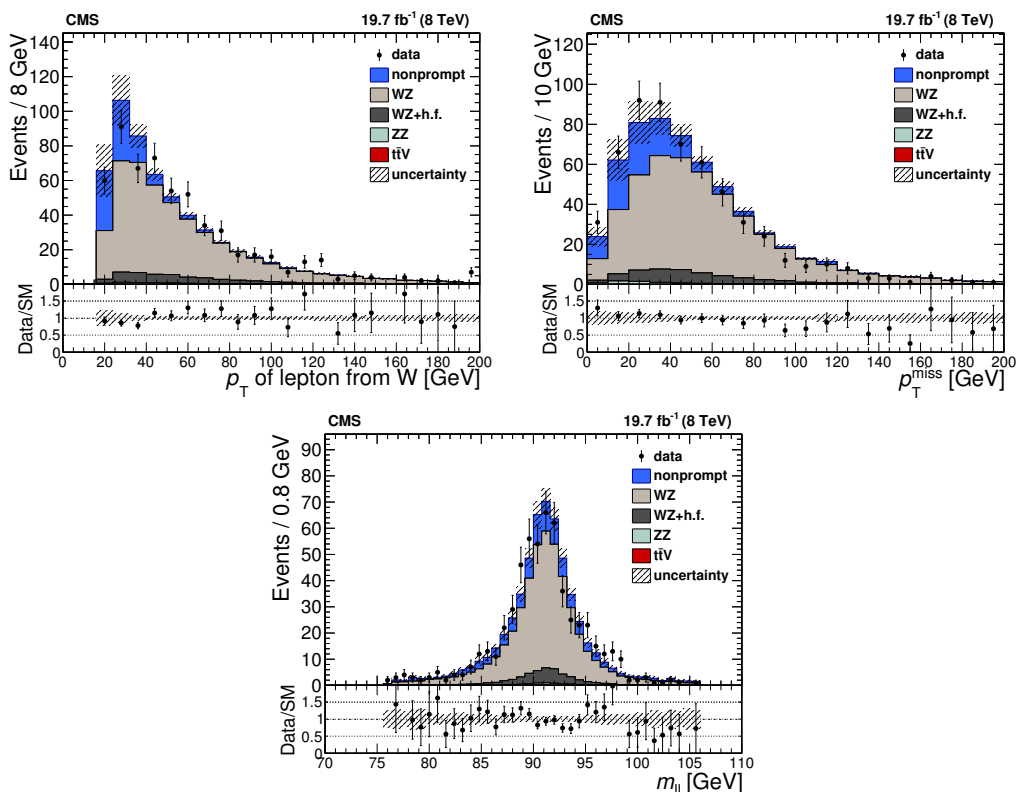 CMS 19.7 fb⁻¹ (8 TeV)
Events / 8 GeV
140
120
100
80
60
40
20
0
data
nonprompt
WZ
WZ+h.f.
ZZ
tt̄V
uncertainty
Data/SM
1.5
1
0.5
0
0 20 40 60 80 100 120 140 160 180 200
p_T of lepton from W [GeV]
CMS 19.7 fb⁻¹ (8 TeV)
Events / 10 GeV
120
100
80
60
40
20
0
data
nonprompt
WZ
WZ+h.f.
ZZ
tt̄V
uncertainty
Data/SM
1.5
1
0.5
0
0 20 40 60 80 100 120 140 160 180 200
p_T^miss [GeV]
CMS 19.7 fb⁻¹ (8 TeV)
Events / 0.8 GeV
90
80
70
60
50
40
30
20
10
0
data
nonprompt
WZ
WZ+h.f.
ZZ
tt̄V
uncertainty
Data/SM
1.5
1
0.5
0
70 75 80 85 90 95 100 105 110
m_ll [GeV]